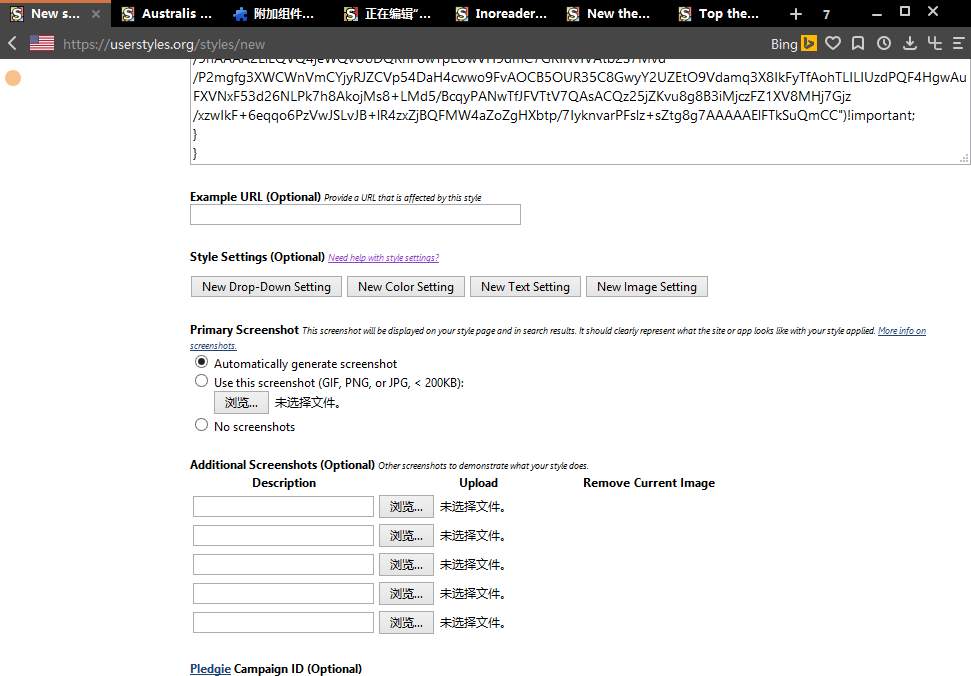 New s...
Australis ...
附加组件...
正在编辑“...
Inoreader...
New the...
Top the...
7
https://userstyles.org/styles/new
Bing
/P2mgfg3XWCWnVmCYjyRJZCVp54DaH4cwwo9FvAOCB5OUR35C8GwyY2UZEtO9Vdamq3X8IkFyTfAohTLILIUzdPQF4HgwAu
FXVNxF53d26NLPk7h8AkojMs8+LMd5/BcqyPANwTfJFVTtV7QAsACQz25jZKvu8g8B3iMjczFZ1XV8MHj7Gjz
/xzwIkF+6eqqo6PzVwJSLvJB+lR4zxZjBQFMW4aZoZgHXbtp/7IyknvarPFslz+sZtg8g7AAAAAElFTkSuQmCC")!important;
}
}
Example URL (Optional) Provide a URL that is affected by this style
Style Settings (Optional) Need help with style settings?
New Drop-Down Setting
New Color Setting
New Text Setting
New Image Setting
Primary Screenshot This screenshot will be displayed on your style page and in search results. It should clearly represent what the site or app looks like with your style applied. More info on
screenshots.
Automatically generate screenshot
Use this screenshot (GIF, PNG, or JPG, < 200KB):
浏览... 未选择文件。
No screenshots
Additional Screenshots (Optional) Other screenshots to demonstrate what your style does.
Description Upload Remove Current Image
浏览... 未选择文件。
浏览... 未选择文件。
浏览... 未选择文件。
浏览... 未选择文件。
浏览... 未选择文件。
Pledgie Campaign ID (Optional)